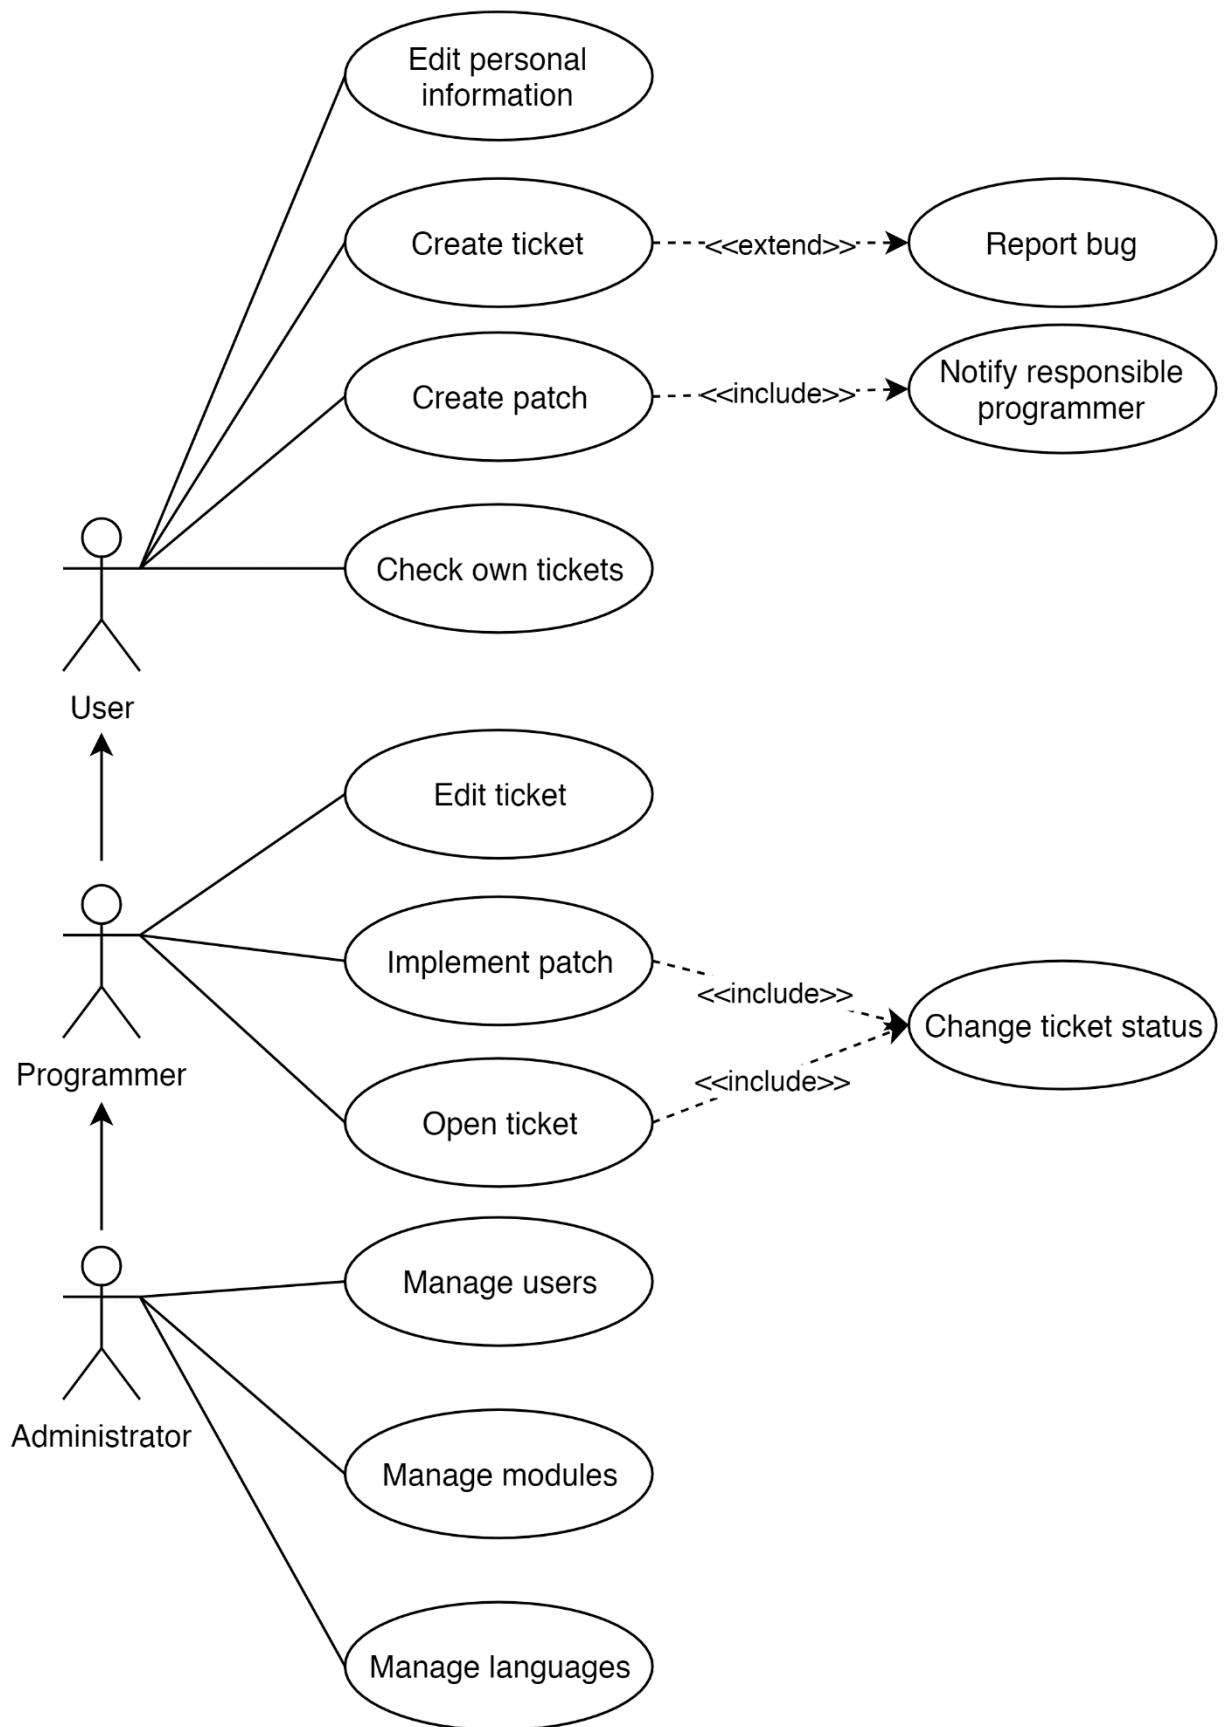 Edit personal
information
Create ticket
<<extend>>
Report bug
Create patch
<<include>>
Notify responsible
programmer
Check own tickets
User
Edit ticket
Implement patch
<<include>>
Change ticket status
Programmer
<<include>>
Open ticket
Manage users
Administrator
Manage modules
Manage languages